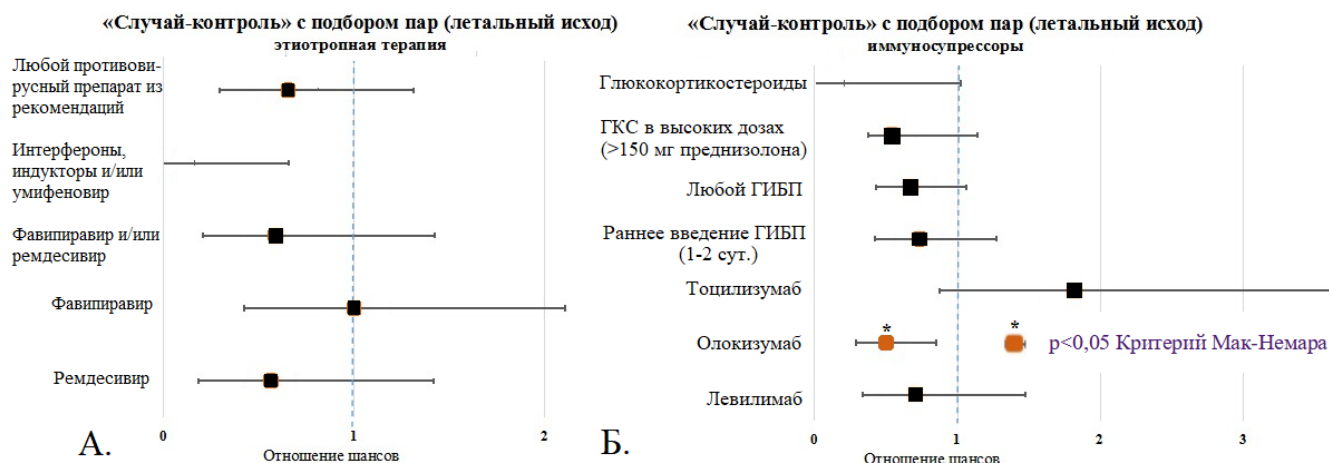 «Случай-контроль» с подбором пар (летальный исход)
этиотропная терапия
Любой противови-
русный препарат из
рекомендаций
Интерфероны,
индукторы и/или
умифеновир
Фавипиравир и/или
ремдесивир
Фавипиравир
Ремдесивир
0
1
2
А.
Отношение шансов
«Случай-контроль» с подбором пар (летальный исход)
иммуносупрессоры
Глюкокортикостероиды
ГКС в высоких дозах
(>150 мг преднизолона)
Любой ГИБП
Раннее введение ГИБП
(1-2 сут.)
Тоцилизумаб
* *
Олокизумаб
p<0,05 Критерий Мак-Немара
Левилимаб
0
1
2
3
Б.
Отношение шансов